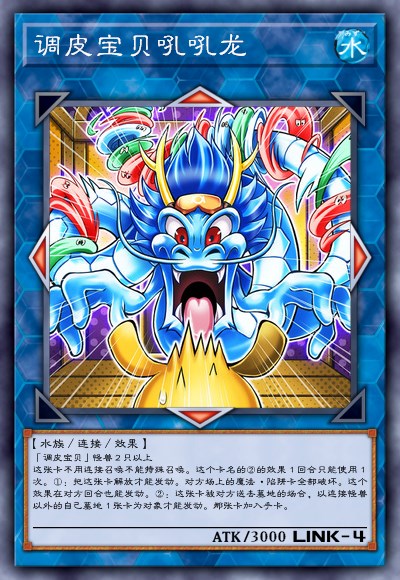 调皮宝贝吼吼龙
水
【水族/连接/效果】
「调皮宝贝」怪兽2只以上
这张卡不用连接召唤不能特殊召唤。这个卡名的②的效果1回合只能使用1
次。①：把这张卡解放才能发动。对方场上的魔法·陷阱卡全部破坏。这个
效果在对方回合也能发动。②：这张卡被对方送去墓地的场合，以连接怪兽
以外的自己墓地1张卡为对象才能发动。那张卡加入手卡。
ATK/3000 LINK-4